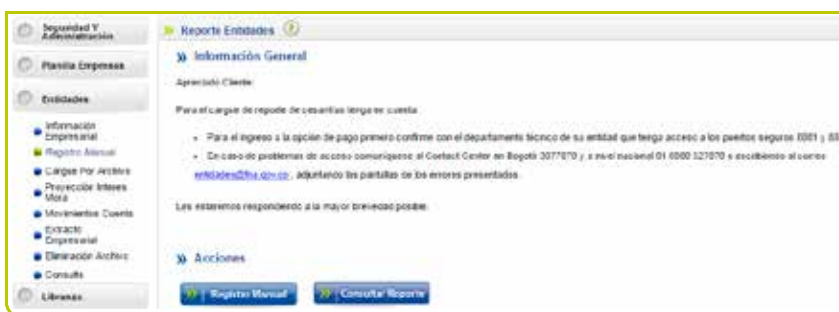 Seguridad Y
Administración
Planilla Empresas
Entidades
Información
Empresarial
Registro Manual
Cargue Por Archivo
Proyección Interes
Mora
Movimientos Cuenta
Extracto
Empresarial
Eliminación Archivo
Consulta
Libranzas
Reporte Entidades ?
Información General
Apreciado Cliente:
Para el cargue de reporte de cesantías tenga en cuenta:
Para el ingreso a la opción de pago primero confirme con el departamento técnico de su entidad que tenga acceso a los puertos seguros 8081 y
En caso de problemas de acceso comuníquese al Contact Center en Bogotá 3077070 y a nivel nacional 01 8000 527070 o escríbienos al correo
entidades@fna.gov.co , adjuntando los pantallas de los errores presentados.
Les estaremos respondiendo a la mayor brevedad posible.
Acciones
Registro Manual
Consultar Reporte